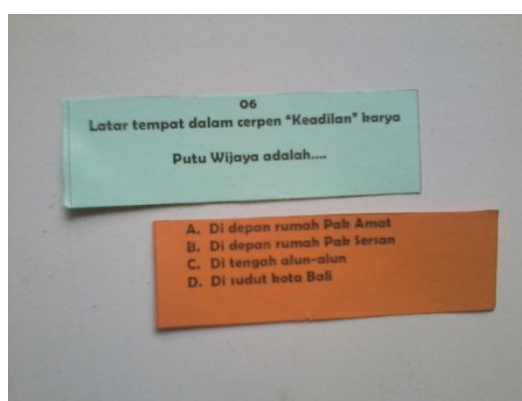 06
Latar tempat dalam cerpen “Keadilan” karya
Putu Wijaya adalah....
A. Di depan rumah Pak Amat
B. Di depan rumah Pak Sersan
C. Di tengah alun-alun
D. Di sudut kota Bali